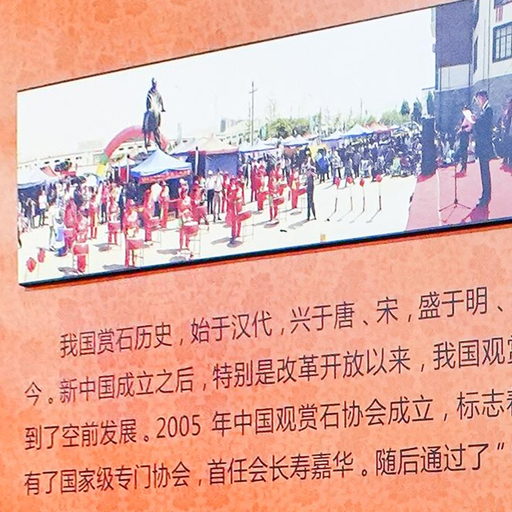 我国赏石历史，始于汉代，兴于唐、宋，盛于明、
今。新中国成立之后，特别是改革开放以来，我国观赏
到了空前发展。2005 年中国观赏石协会成立，标志着
有了国家级专门协会，首任会长寿嘉华。随后通过了“